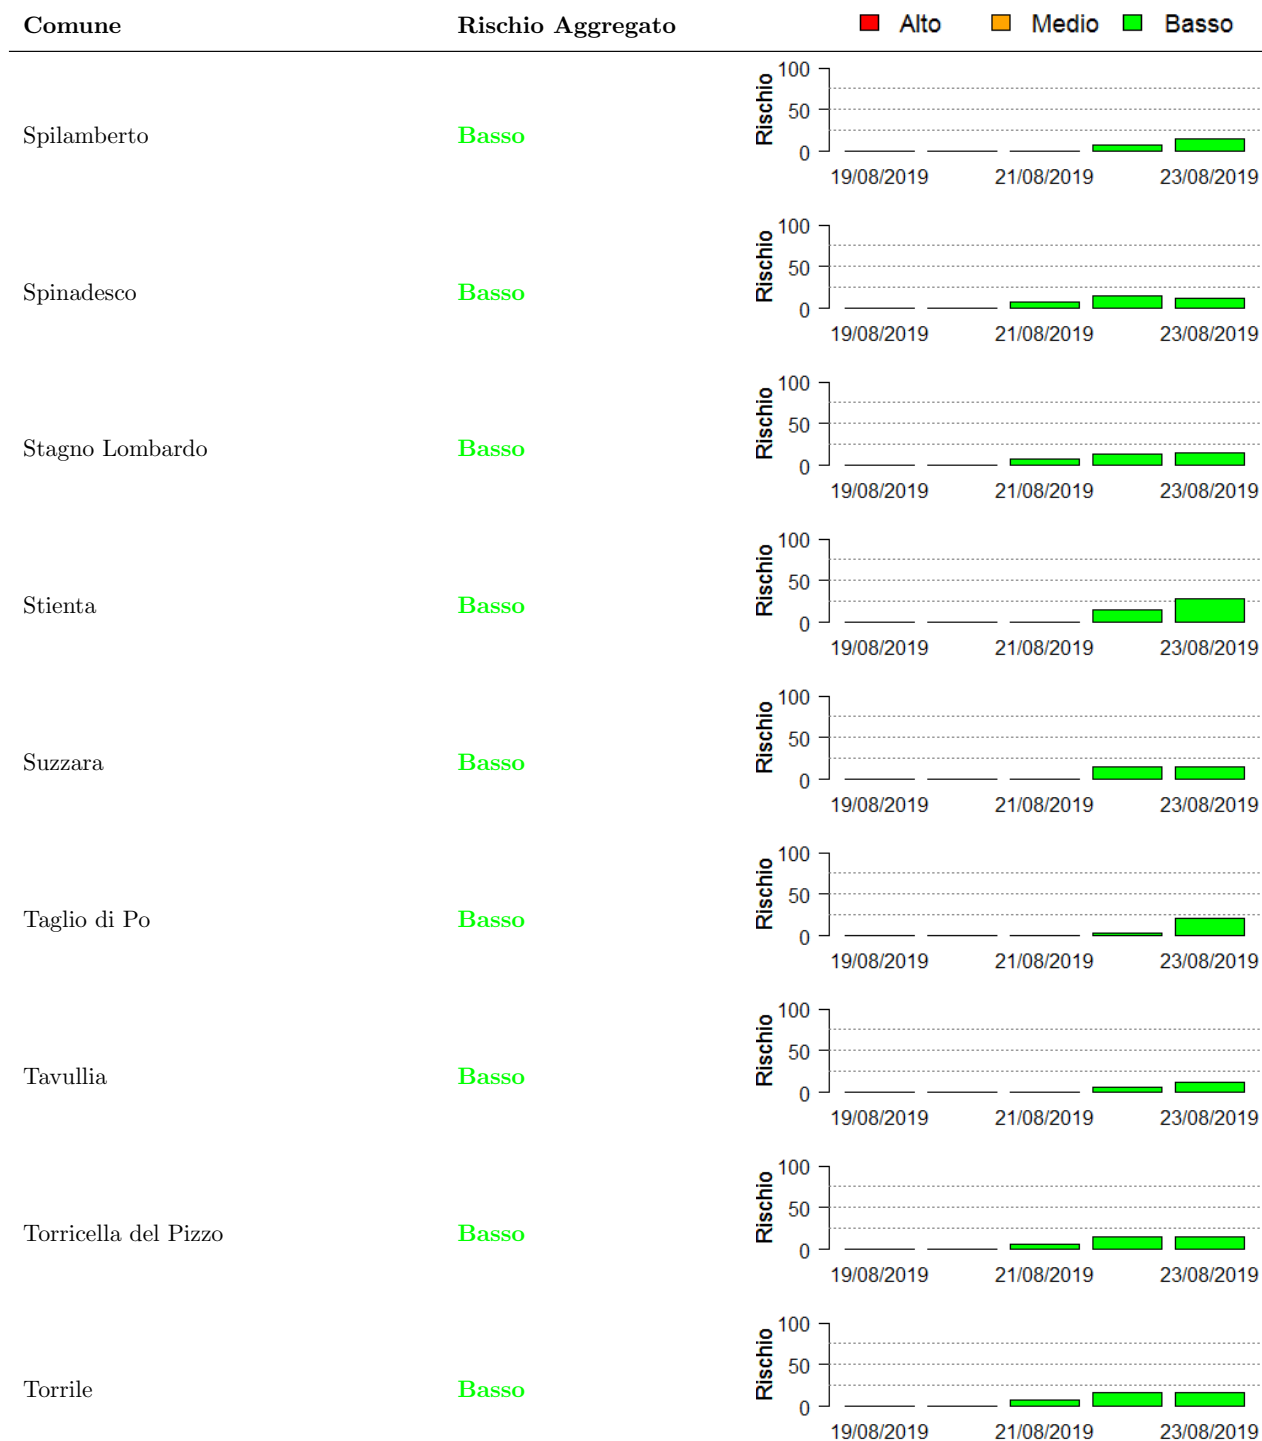 Comune Rischio Aggregato Alto Medio Basso
Spilamberto Basso
Rischio
100
50
0
19/08/2019 21/08/2019 23/08/2019
Spinadesco Basso
Rischio
100
50
0
19/08/2019 21/08/2019 23/08/2019
Stagno Lombardo Basso
Rischio
100
50
0
19/08/2019 21/08/2019 23/08/2019
Stienta Basso
Rischio
100
50
0
19/08/2019 21/08/2019 23/08/2019
Suzzara Basso
Rischio
100
50
0
19/08/2019 21/08/2019 23/08/2019
Taglio di Po Basso
Rischio
100
50
0
19/08/2019 21/08/2019 23/08/2019
Tavullia Basso
Rischio
100
50
0
19/08/2019 21/08/2019 23/08/2019
Torricella del Pizzo Basso
Rischio
100
50
0
19/08/2019 21/08/2019 23/08/2019
Torrile Basso
Rischio
100
50
0
19/08/2019 21/08/2019 23/08/2019